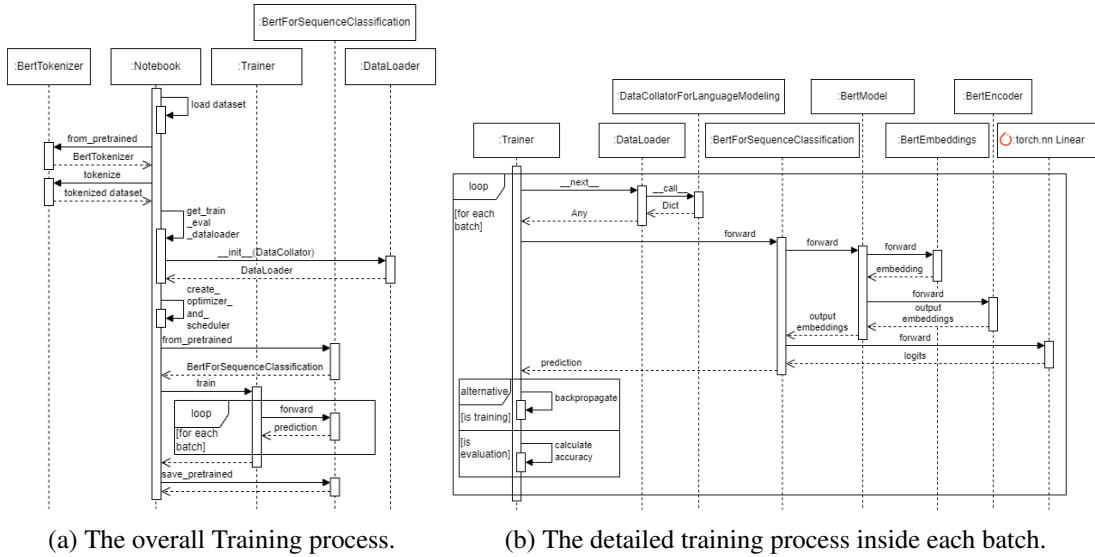 :BertForSequenceClassification
:BertTokenizer
:Notebook
:Trainer
:DataLoader
load dataset
from_pretrained
BertTokenizer
tokenize
tokenized dataset
get_train
_eval
_dataloader
__init__(DataCollator)
DataLoader
create_
optimizer_
and_
scheduler
from_pretrained
BertForSequenceClassification
train
loop
forward
[for each
batch]
prediction
save_pretrained
(a) The overall Training process.
:DataCollatorForLanguageModeling
:BertModel
:BertEncoder
:Trainer
:DataLoader
:BertForSequenceClassification
:BertEmbeddings
:torch.nn Linear
loop
[for each
batch]
__next__
__call__
Dict
Any
forward
forward
forward
embedding
forward
output
embeddings
output
embeddings
forward
logits
prediction
alternative
backpropagate
[is training]
[is
evaluation]
calculate
accuracy
(b) The detailed training process inside each batch.